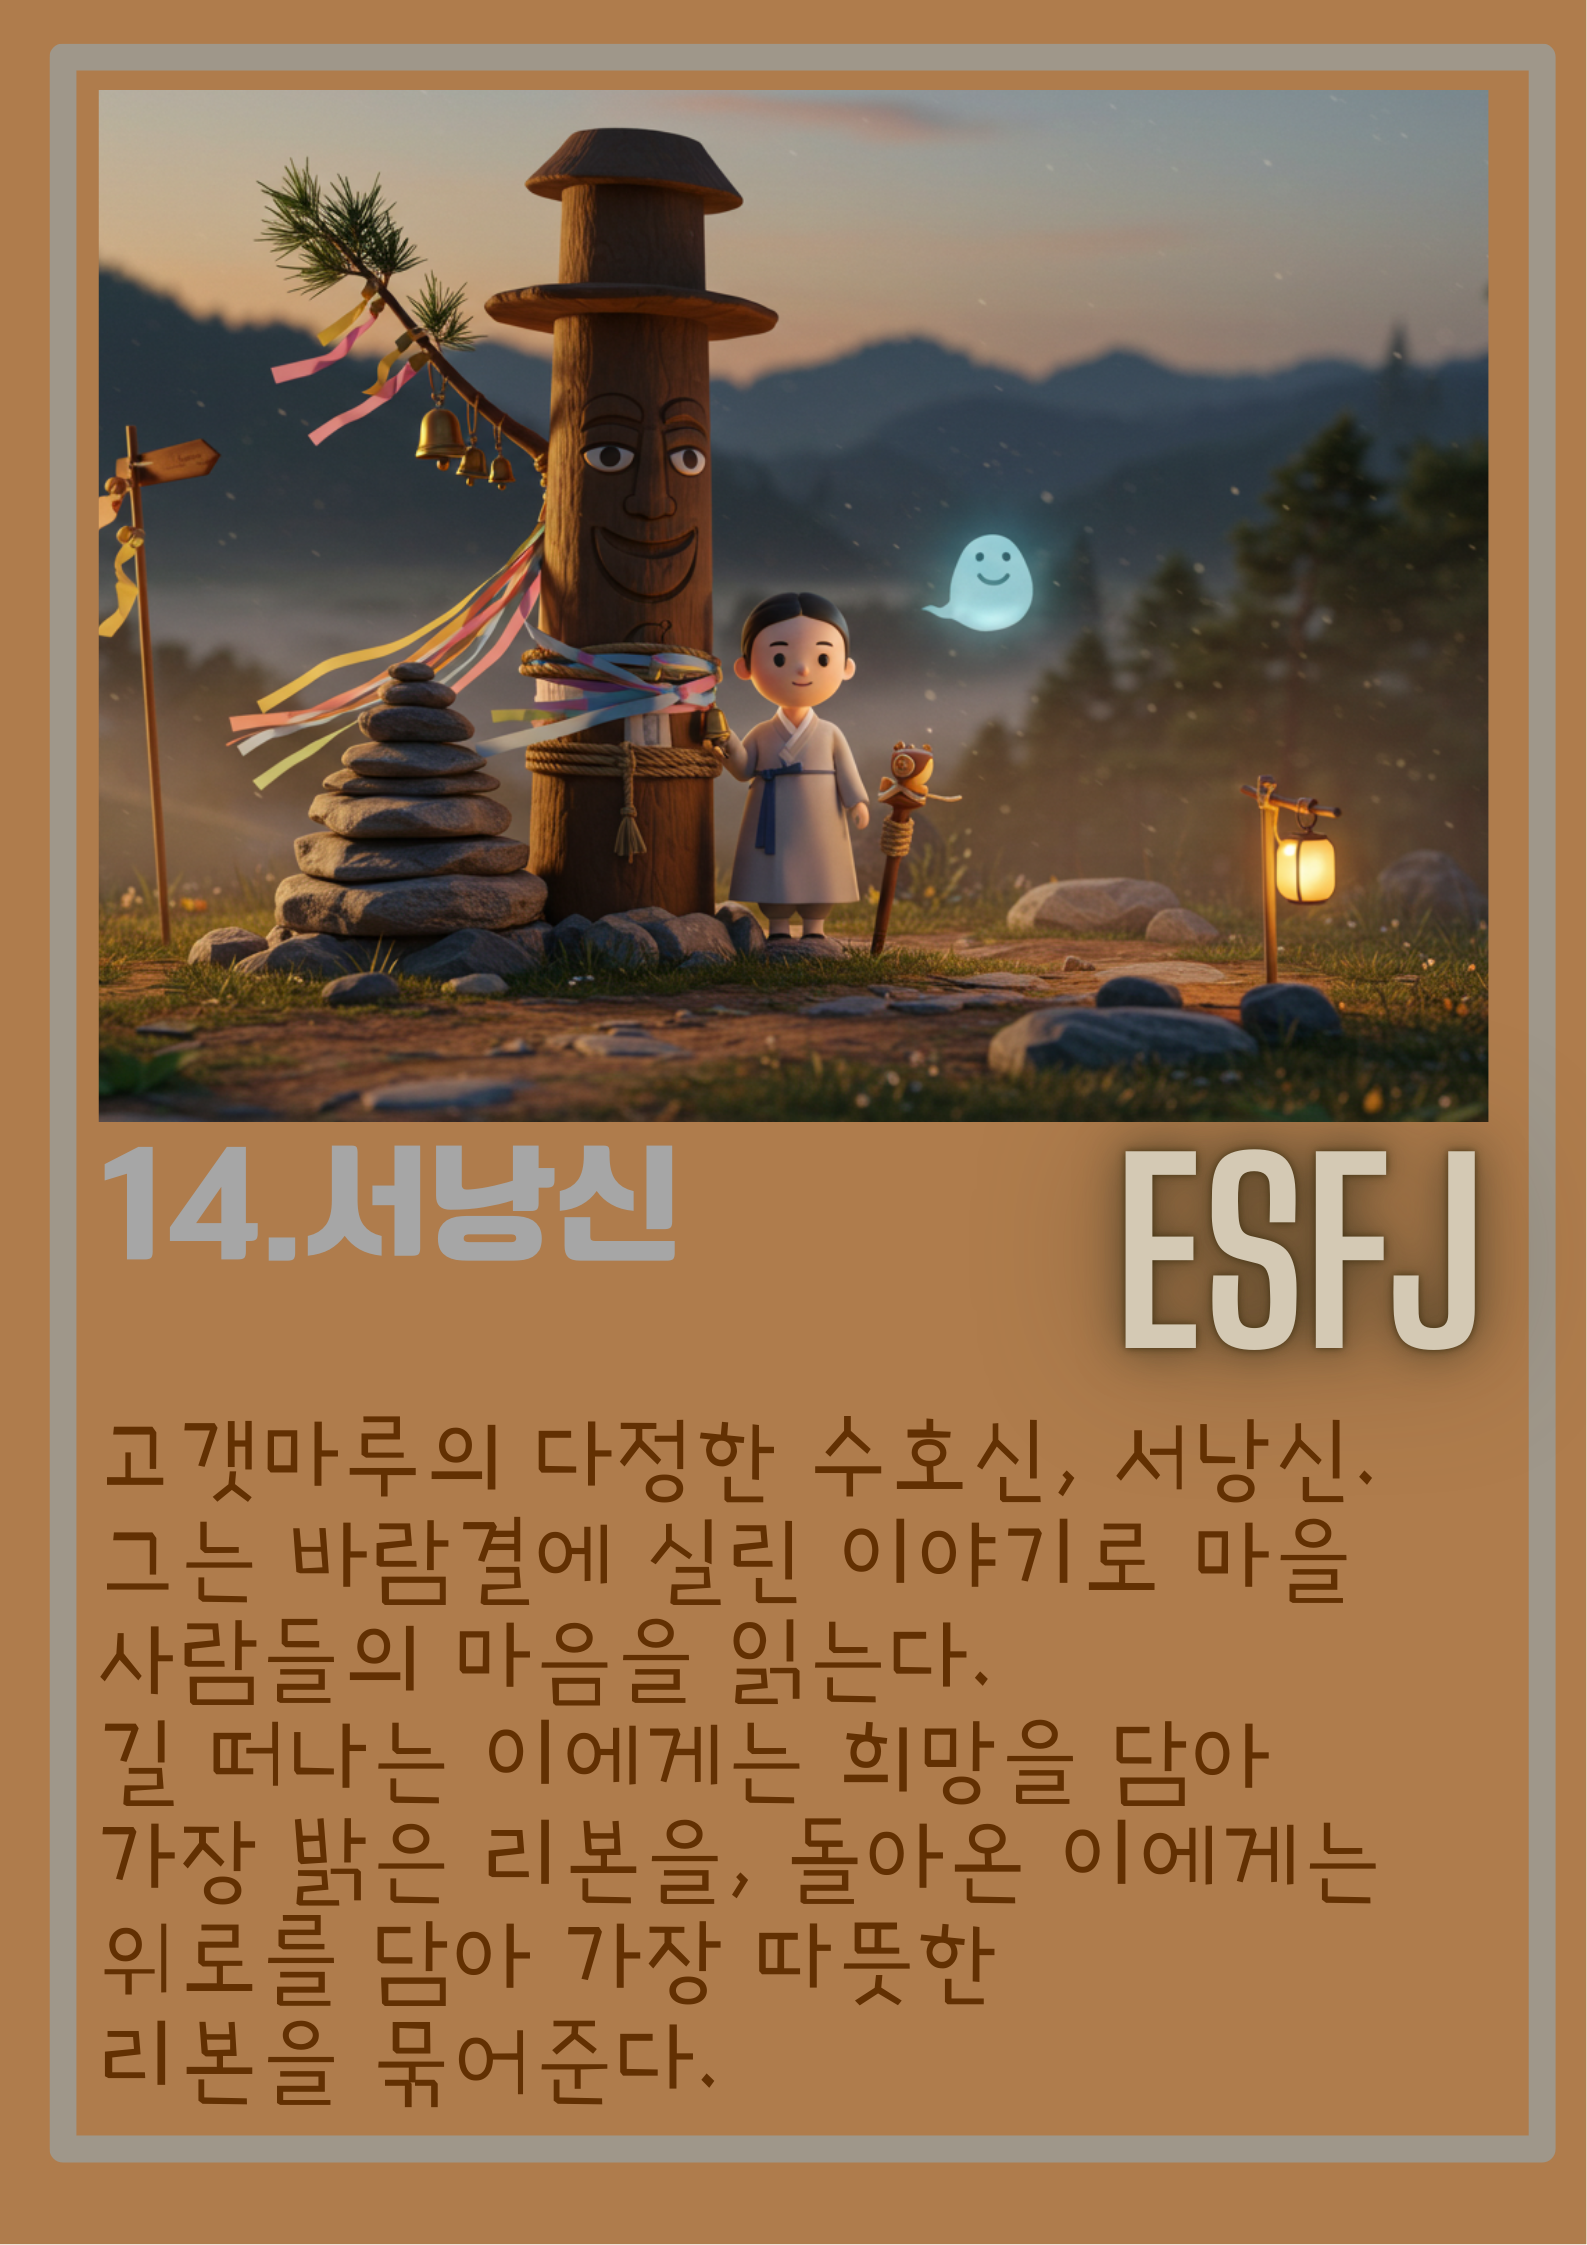 14.서낭신
ESFJ
고갯마루의 다정한 수호신, 서낭신.
그는 바람결에 실린 이야기로 마을
사람들의 마음을 읽는다.
길 떠나는 이에게는 희망을 담아
가장 밝은 리본을, 돌아온 이에게는
위로를 담아 가장 따뜻한
리본을 묶어준다.